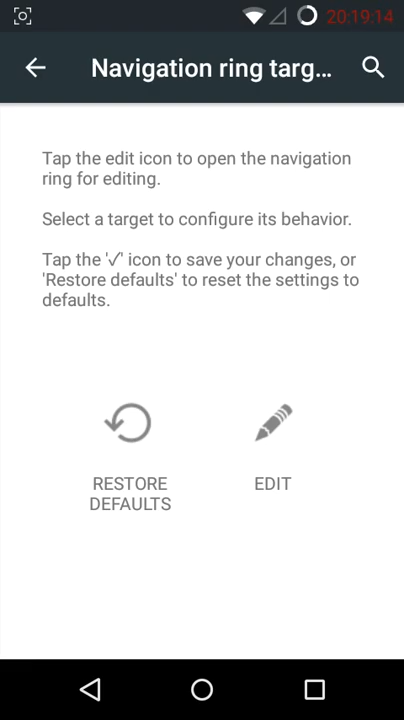 20:19:14
Navigation ring targ...
Tap the edit icon to open the navigation
ring for editing.
Select a target to configure its behavior.
Tap the '✓' icon to save your changes, or
'Restore defaults' to reset the settings to
defaults.
RESTORE
DEFAULTS
EDIT